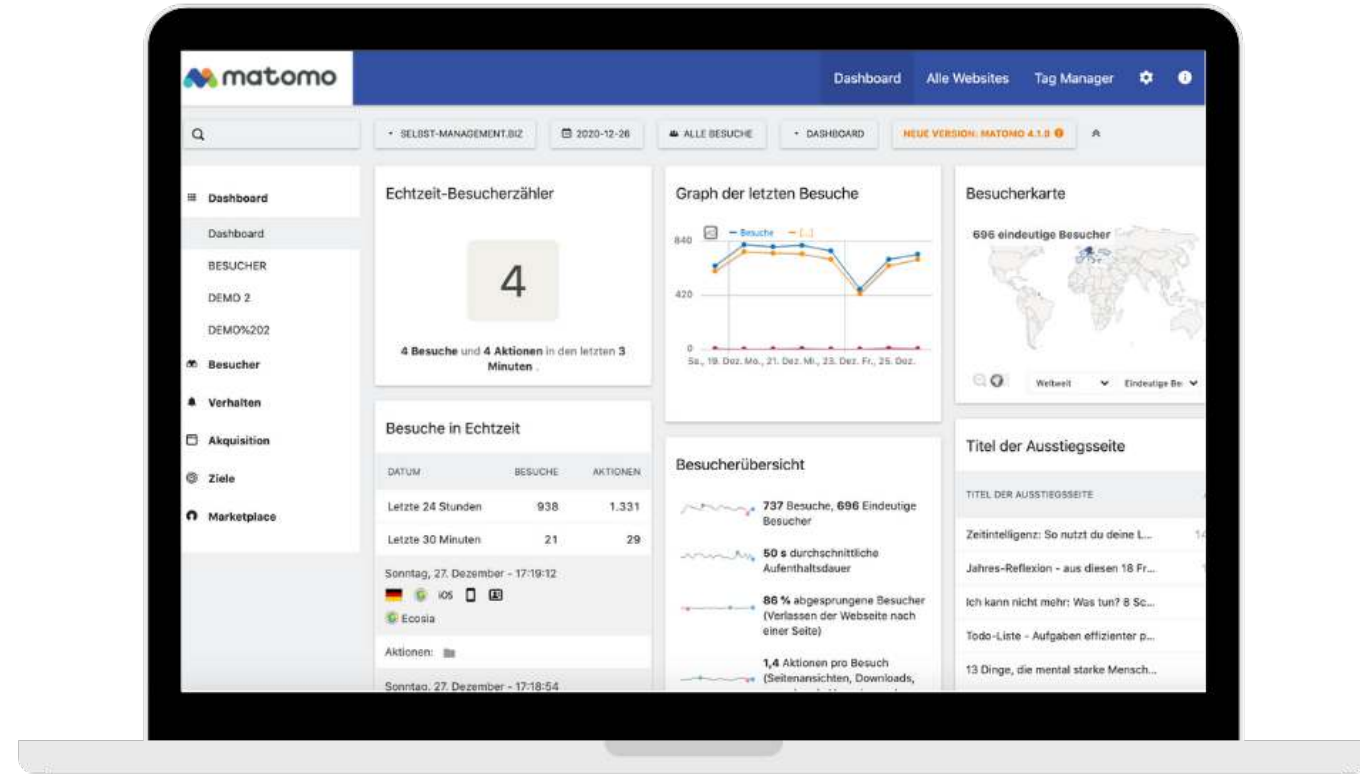 matomo
Dashboard
Alle Websites
Tag Manager
SELBST-MANAGEMENT.BIZ
2020-12-26
ALLE BESUCHE
DASHBOARD
NEUE VERSION: MATOMO 4.1.0
Dashboard
Dashboard
BESUCHER
DEMO 2
DEMO%202
Besucher
Verhalten
Akquisition
Ziele
Marketplace
Echtzeit-Besucherzähler
4
4 Besuche und 4 Aktionen in den letzten 3
Minuten .
Besuche in Echtzeit
DATUM BESUCHE AKTIONEN
Letzte 24 Stunden 938 1.331
Letzte 30 Minuten 21 29
Sonntag, 27. Dezember - 17:19:12
iOS
Ecosia
Aktionen:
Sonntag, 27. Dezember - 17:18:54
Graph der letzten Besuche
Besuche [...]
840
420
0
Sa., 19. Dez. Mo., 21. Dez. Mi., 23. Dez. Fr., 25. Dez.
Besucherübersicht
737 Besuche, 696 Eindeutige
Besucher
50 s durchschnittliche
Aufenthaltsdauer
86 % abgesprungene Besucher
(Verlassen der Webseite nach
einer Seite)
1,4 Aktionen pro Besuch
(Seitenansichten, Downloads,
Besucherkarte
696 eindeutige Besucher
Weltweit
Eindeutige Be
Titel der Ausstiegsseite
TITEL DER AUSSTIEGSSEITE
Zeitintelligenz: So nutzt du deine L...
Jahres-Reflexion - aus diesen 18 Fr...
Ich kann nicht mehr: Was tun? 8 Sc...
Todo-Liste - Aufgaben effizienter p...
13 Dinge, die mental starke Mensch...